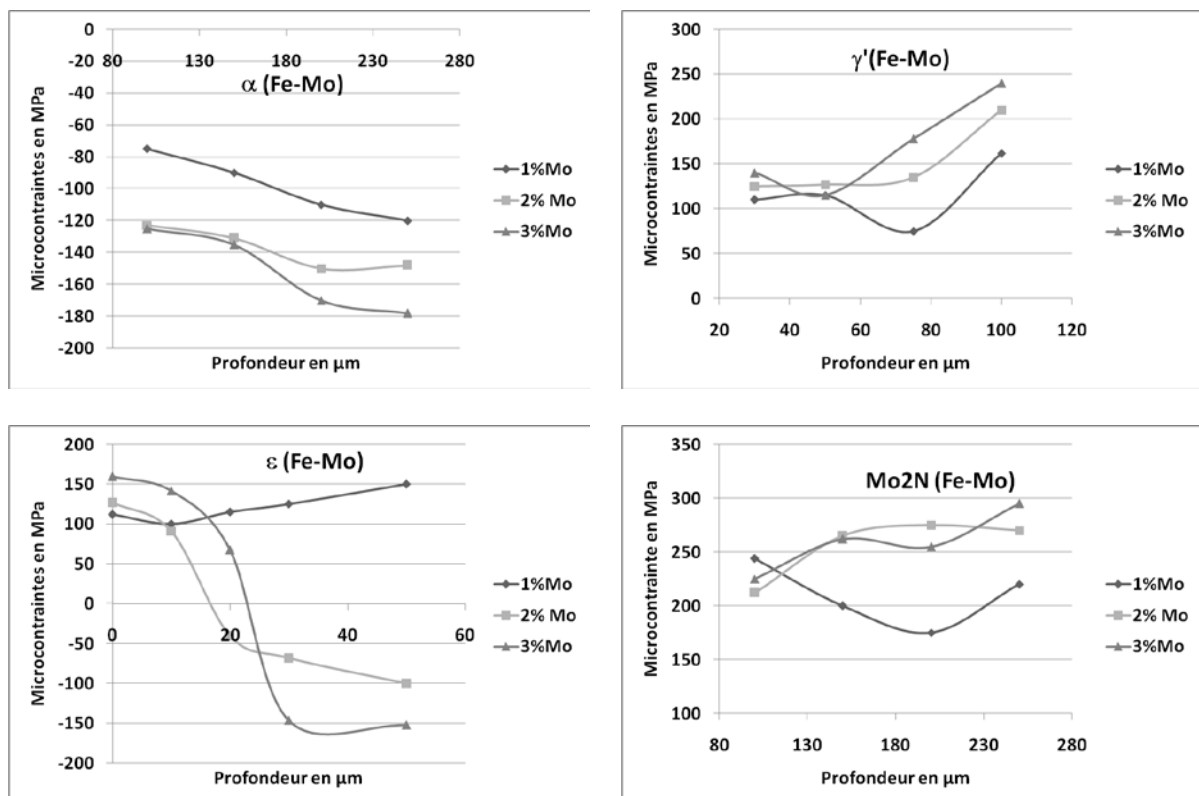 0
80 130 180 230 280
-20
α (Fe-Mo)
-40
-60
-80
-100
-120
-140
-160
-180
-200
Microcontraintes en MPa
Profondeur en µm
1%Mo
2% Mo
3%Mo
300
γ'(Fe-Mo)
250
200
150
100
50
0
20 40 60 80 100 120
Microcontraintes en MPa
Profondeur en µm
1%Mo
2% Mo
3%Mo
200
ε (Fe-Mo)
150
100
50
0
0 20 40 60
-50
-100
-150
-200
Microcontraintes en MPa
Profondeur en µm
1%Mo
2% Mo
3%Mo
350
Mo2N (Fe-Mo)
300
250
200
150
100
80 130 180 230 280
Microcontrainte en MPa
Profondeur en µm
1%Mo
2% Mo
3%Mo